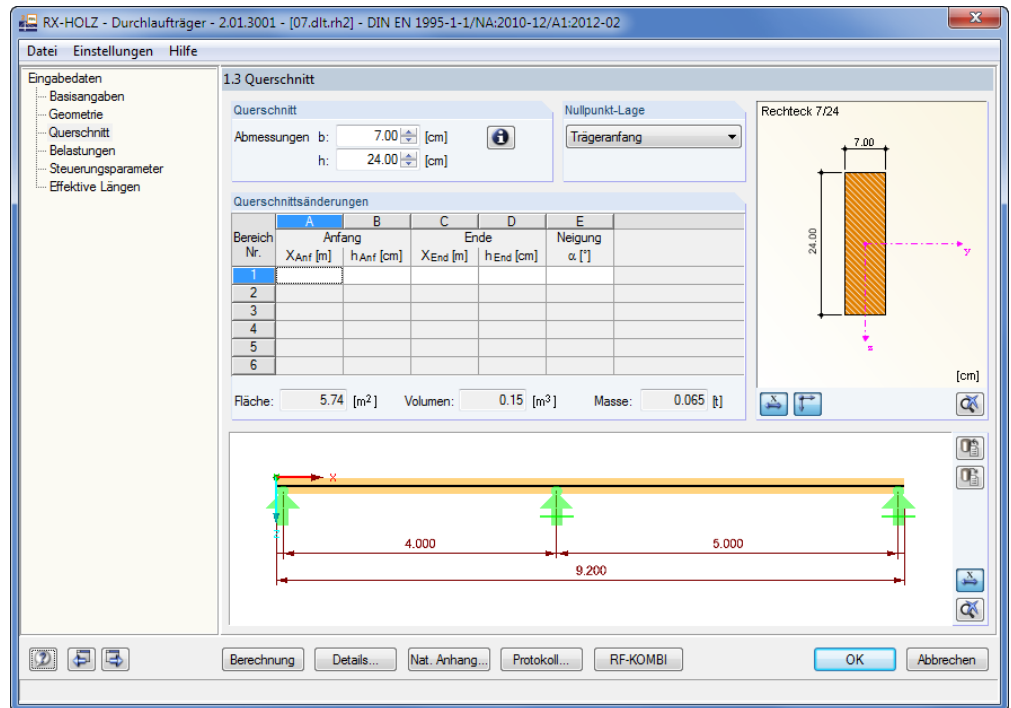 RX-HOLZ - Durchlaufträger - 2.01.3001 - [07.dlt.rh2] - DIN EN 1995-1-1/NA:2010-12/A1:2012-02
Datei Einstellungen Hilfe
Eingabedaten
Basisangaben
Geometrie
Querschnitt
Belastungen
Steuerungsparameter
Effektive Längen
1.3 Querschnitt
Querschnitt
Abmessungen b: 7.00 [cm]
h: 24.00 [cm]
Nullpunkt-Lage
Trägeranfang
Querschnittsänderungen
A B C D E
Bereich Anfang Ende Neigung
Nr. XAnf [m] hAnf [cm] XEnd [m] hEnd [cm] α [°]
1
2
3
4
5
6
Fläche: 5.74 [m²] Volumen: 0.15 [m³] Masse: 0.065 [t]
Rechteck 7/24
7.00
24.00
y
z
[cm]
X
X
z
4.000 5.000
9.200
X
Berechnung Details... Nat. Anhang... Protokoll... RF-KOMBI OK Abbrechen